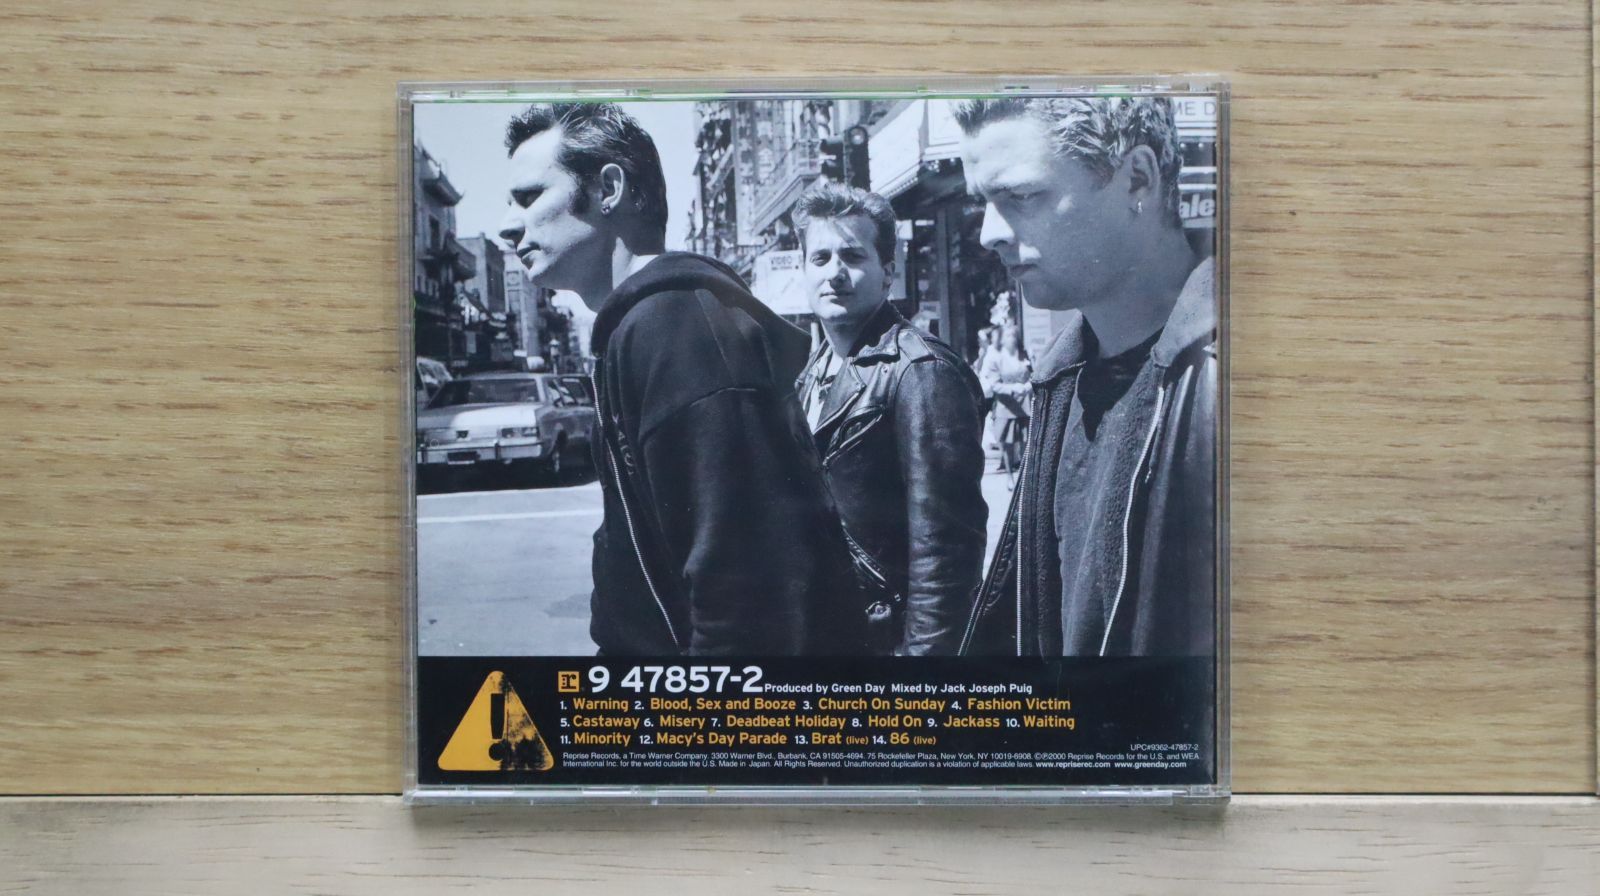 ME D
ale
VIDEO
9 47857-2 Produced by Green Day Mixed by Jack Joseph Puig
1. Warning 2. Blood, Sex and Booze 3. Church On Sunday 4. Fashion Victim
5. Castaway 6. Misery 7. Deadbeat Holiday 8. Hold On 9. Jackass 10. Waiting
11. Minority 12. Macy's Day Parade 13. Brat (live) 14. 86 (live)
UPC#9362-47857-2
Reprise Records, a Time Warner Company. 3300 Warner Blvd., Burbank, CA 91505-4694. 75 Rockefeller Plaza, New York, NY 10019-6908. ©℗2000 Reprise Records for the U.S. and WEA
International Inc. for the world outside the U.S. Made in Japan. All Rights Reserved. Unauthorized duplication is a violation of applicable laws. www.repriserec.com www.greenday.com